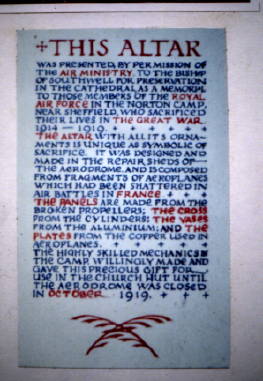 +THIS ALTAR
WAS PRESENTED, BY PERMISSION OF
THE AIR MINISTRY, TO THE BISHOP
OF SOUTHWELL FOR PRESERVATION
IN THE CATHEDRAL AS A MEMORIAL
TO THOSE MEMBERS OF THE ROYAL
AIR FORCE IN THE NORTON CAMP,
NEAR SHEFFIELD, WHO SACRIFICED
THEIR LIVES IN THE GREAT WAR.
1914 – 1919. + + + + + +
THE ALTAR WITH ALL ITS ORNA-
MENTS IS UNIQUE AS SYMBOLIC OF
SACRIFICE. IT WAS DESIGNED AND
MADE IN THE REPAIR SHEDS OF
THE AERODROME, AND IS COMPOSED
FROM FRAGMENTS OF AEROPLANES
WHICH HAD BEEN SHATTERED IN
AIR BATTLES IN FRANCE + + +
THE PANELS ARE MADE FROM THE
BROKEN PROPELLERS; THE CROSS
FROM THE CYLINDERS; THE VASES
FROM THE ALUMINIUM; AND THE
PLATES FROM THE COPPER USED IN
AEROPLANES. + + + + +
THE HIGHLY SKILLED MECHANICS IN
THE CAMP WILLINGLY MADE AND
GAVE THIS PRECIOUS GIFT FOR
USE IN THE CHURCH HUT UNTIL
THE AERODROME WAS CLOSED
IN OCTOBER 1919. + + +